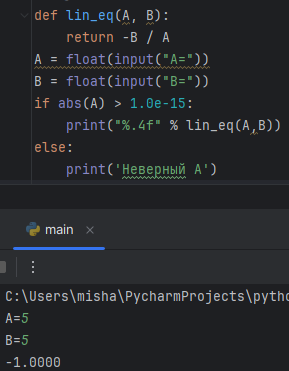 def lin_eq(A, B):
    return -B / A
A = float(input("A="))
B = float(input("B="))
if abs(A) > 1.0e-15:
    print("%.4f" % lin_eq(A,B))
else:
    print('Неверный A')
main
C:\Users\misha\PycharmProjects\pytho
A=5
B=5
-1.0000